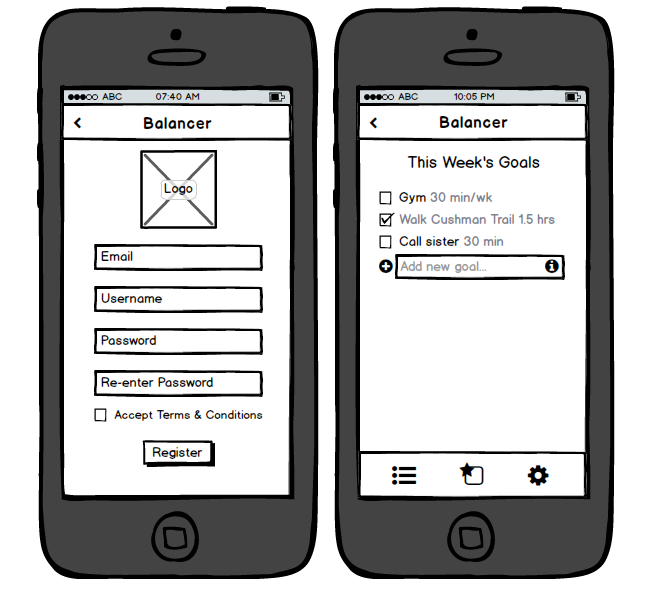 ABC 07:40 AM
Balancer
Logo
Email
Username
Password
Re-enter Password
Accept Terms & Conditions
Register
ABC 10:05 PM
Balancer
This Week's Goals
Gym 30 min/wk
Walk Cushman Trail 1.5 hrs
Call sister 30 min
Add new goal...